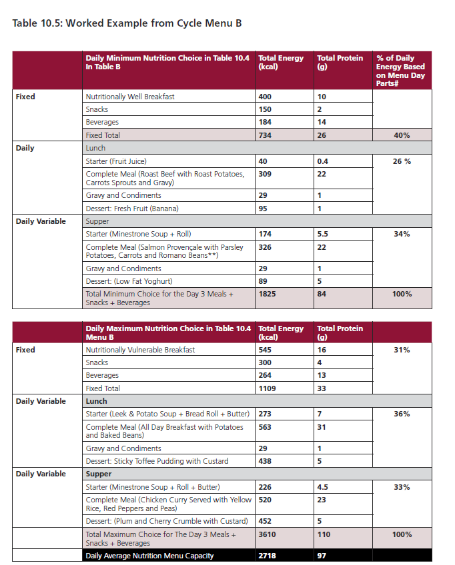 Table 10.5: Worked Example from Cycle Menu B
Daily Minimum Nutrition Choice in Table 10.4 Total Energy Total Protein % of Daily
In Table B (kcal) (g) Energy Based
on Menu Day
Parts#
Fixed Nutritionally Well Breakfast 400 10
Snacks 150 2
Beverages 184 14
Fixed Total 734 26 40%
Daily Lunch
Starter (Fruit Juice) 40 0.4 26 %
Complete Meal (Roast Beef with Roast Potatoes, 309 22
Carrots Sprouts and Gravy)
Gravy and Condiments 29 1
Dessert: Fresh Fruit (Banana) 95 1
Daily Variable Supper
Starter (Minestrone Soup + Roll) 174 5.5 34%
Complete Meal (Salmon Provençale with Parsley 326 22
Potatoes, Carrots and Romano Beans**)
Gravy and Condiments 29 1
Dessert: (Low Fat Yoghurt) 89 5
Total Minimum Choice for the Day 3 Meals + 1825 84 100%
Snacks + Beverages
Daily Maximum Nutrition Choice in Table 10.4 Total Energy Total Protein
Menu B (kcal) (g)
Fixed Nutritionally Vulnerable Breakfast 545 16 31%
Snacks 300 4
Beverages 264 13
Fixed Total 1109 33
Daily Variable Lunch
Starter (Leek & Potato Soup + Bread Roll + Butter) 273 7 36%
Complete Meal (All Day Breakfast with Potatoes 563 31
and Baked Beans)
Gravy and Condiments 29 1
Dessert: Sticky Toffee Pudding with Custard 438 5
Daily Variable Supper
Starter (Minestrone Soup + Roll + Butter) 226 4.5 33%
Complete Meal (Chicken Curry Served with Yellow 520 23
Rice, Red Peppers and Peas)
Dessert: (Plum and Cherry Crumble with Custard) 452 5
Total Maximum Choice for The Day 3 Meals + 3610 110 100%
Snacks + Beverages
Daily Average Nutrition Menu Capacity 2718 97